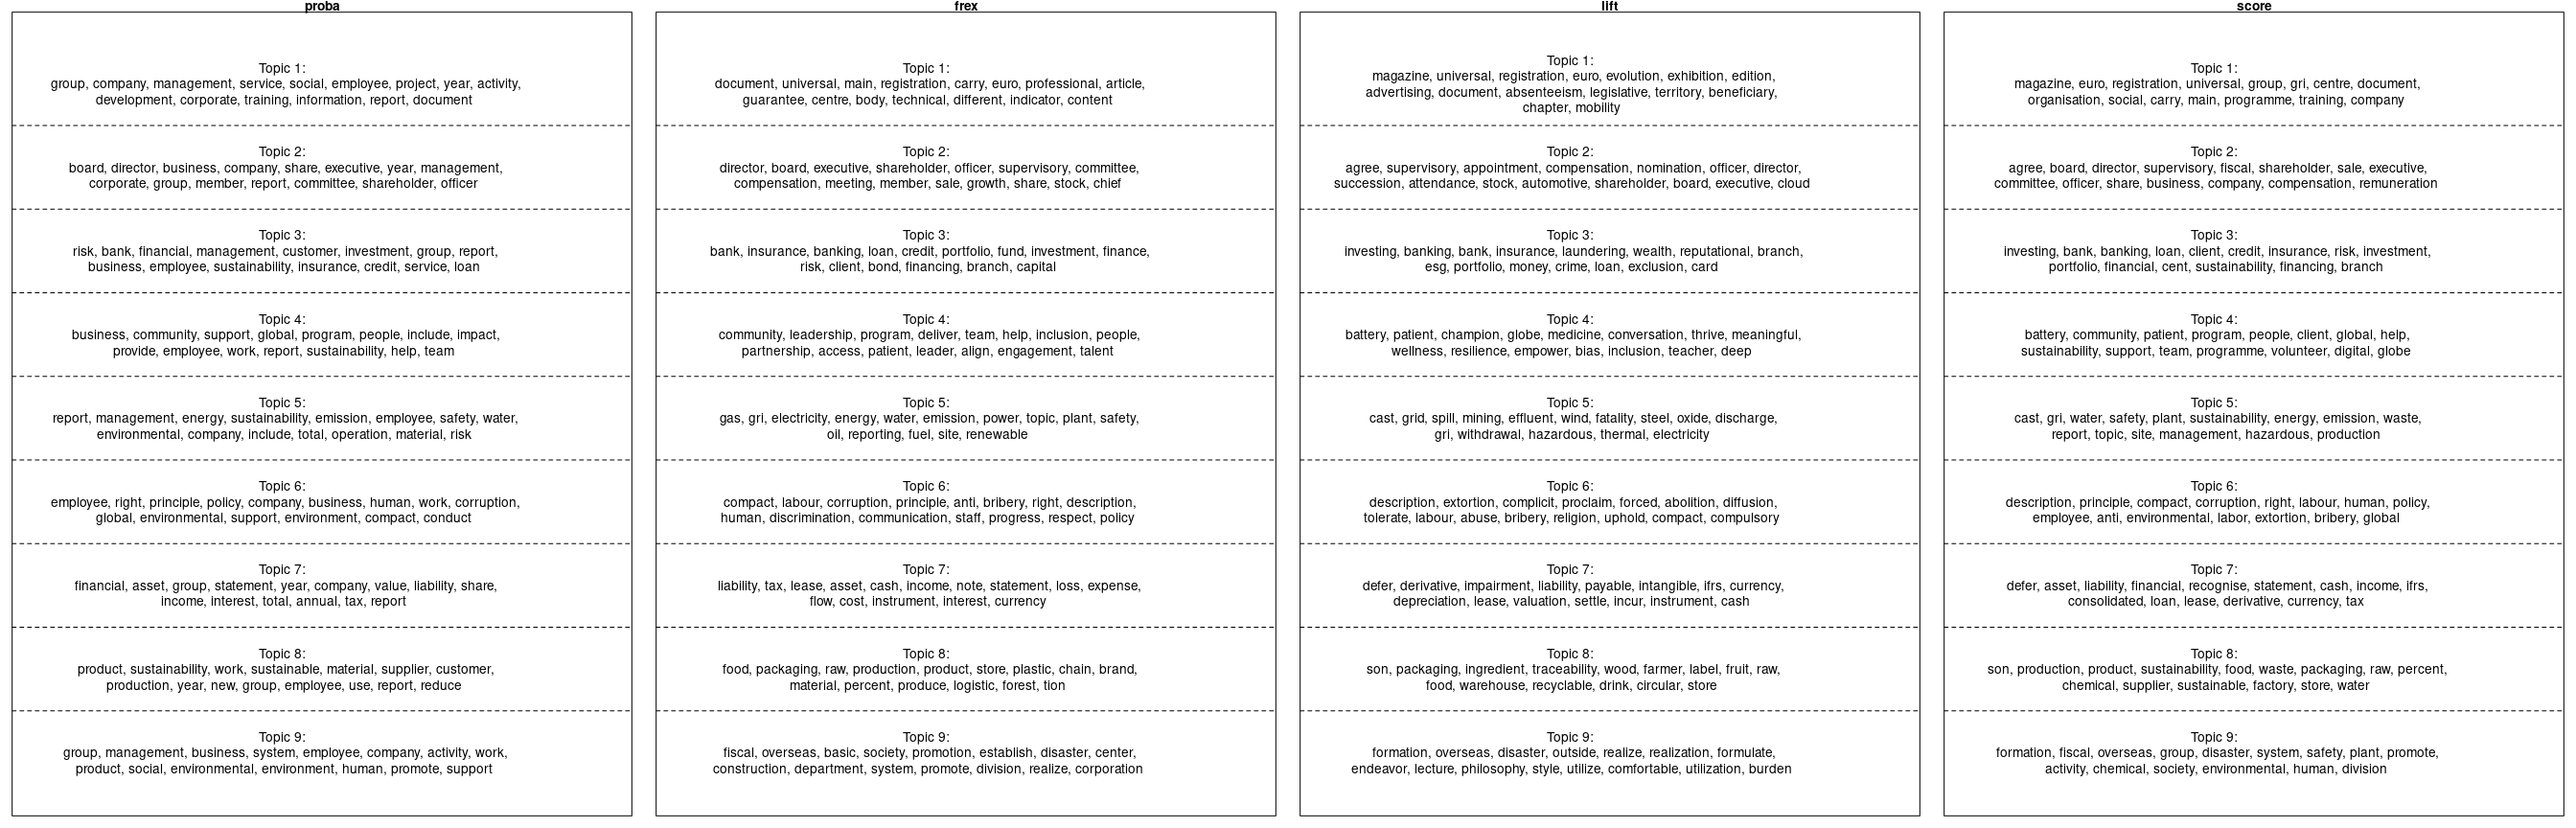 proba
Topic 1:
group, company, management, service, social, employee, project, year, activity,
development, corporate, training, information, report, document
Topic 2:
board, director, business, company, share, executive, year, management,
corporate, group, member, report, committee, shareholder, officer
Topic 3:
risk, bank, financial, management, customer, investment, group, report,
business, employee, sustainability, insurance, credit, service, loan
Topic 4:
business, community, support, global, program, people, include, impact,
provide, employee, work, report, sustainability, help, team
Topic 5:
report, management, energy, sustainability, emission, employee, safety, water,
environmental, company, include, total, operation, material, risk
Topic 6:
employee, right, principle, policy, company, business, human, work, corruption,
global, environmental, support, environment, compact, conduct
Topic 7:
financial, asset, group, statement, year, company, value, liability, share,
income, interest, total, annual, tax, report
Topic 8:
product, sustainability, work, sustainable, material, supplier, customer,
production, year, new, group, employee, use, report, reduce
Topic 9:
group, management, business, system, employee, company, activity, work,
product, social, environmental, environment, human, promote, support
frex
Topic 1:
document, universal, main, registration, carry, euro, professional, article,
guarantee, centre, body, technical, different, indicator, content
Topic 2:
director, board, executive, shareholder, officer, supervisory, committee,
compensation, meeting, member, sale, growth, share, stock, chief
Topic 3:
bank, insurance, banking, loan, credit, portfolio, fund, investment, finance,
risk, client, bond, financing, branch, capital
Topic 4:
community, leadership, program, deliver, team, help, inclusion, people,
partnership, access, patient, leader, align, engagement, talent
Topic 5:
gas, gri, electricity, energy, water, emission, power, topic, plant, safety,
oil, reporting, fuel, site, renewable
Topic 6:
compact, labour, corruption, principle, anti, bribery, right, description,
human, discrimination, communication, staff, progress, respect, policy
Topic 7:
liability, tax, lease, asset, cash, income, note, statement, loss, expense,
flow, cost, instrument, interest, currency
Topic 8:
food, packaging, raw, production, product, store, plastic, chain, brand,
material, percent, produce, logistic, forest, tion
Topic 9:
fiscal, overseas, basic, society, promotion, establish, disaster, center,
construction, department, system, promote, division, realize, corporation
lift
Topic 1:
magazine, universal, registration, euro, evolution, exhibition, edition,
advertising, document, absenteeism, legislative, territory, beneficiary,
chapter, mobility
Topic 2:
agree, supervisory, appointment, compensation, nomination, officer, director,
succession, attendance, stock, automotive, shareholder, board, executive, cloud
Topic 3:
investing, banking, bank, insurance, laundering, wealth, reputational, branch,
esg, portfolio, money, crime, loan, exclusion, card
Topic 4:
battery, patient, champion, globe, medicine, conversation, thrive, meaningful,
wellness, resilience, empower, bias, inclusion, teacher, deep
Topic 5:
cast, grid, spill, mining, effluent, wind, fatality, steel, oxide, discharge,
gri, withdrawal, hazardous, thermal, electricity
Topic 6:
description, extortion, complicit, proclaim, forced, abolition, diffusion,
tolerate, labour, abuse, bribery, religion, uphold, compact, compulsory
Topic 7:
defer, derivative, impairment, liability, payable, intangible, ifrs, currency,
depreciation, lease, valuation, settle, incur, instrument, cash
Topic 8:
son, packaging, ingredient, traceability, wood, farmer, label, fruit, raw,
food, warehouse, recyclable, drink, circular, store
Topic 9:
formation, overseas, disaster, outside, realize, realization, formulate,
endeavor, lecture, philosophy, style, utilize, comfortable, utilization, burden
score
Topic 1:
magazine, euro, registration, universal, group, gri, centre, document,
organisation, social, carry, main, programme, training, company
Topic 2:
agree, board, director, supervisory, fiscal, shareholder, sale, executive,
committee, officer, share, business, company, compensation, remuneration
Topic 3:
investing, bank, banking, loan, client, credit, insurance, risk, investment,
portfolio, financial, cent, sustainability, financing, branch
Topic 4:
battery, community, patient, program, people, client, global, help,
sustainability, support, team, programme, volunteer, digital, globe
Topic 5:
cast, gri, water, safety, plant, sustainability, energy, emission, waste,
report, topic, site, management, hazardous, production
Topic 6:
description, principle, compact, corruption, right, labour, human, policy,
employee, anti, environmental, labor, extortion, bribery, global
Topic 7:
defer, asset, liability, financial, recognise, statement, cash, income, ifrs,
consolidated, loan, lease, derivative, currency, tax
Topic 8:
son, production, product, sustainability, food, waste, packaging, raw, percent,
chemical, supplier, sustainable, factory, store, water
Topic 9:
formation, fiscal, overseas, group, disaster, system, safety, plant, promote,
activity, chemical, society, environmental, human, division